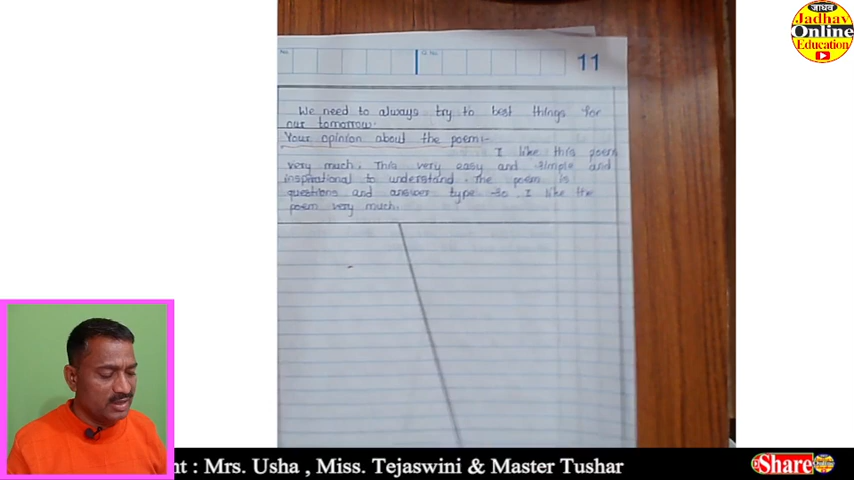 जाधव
Jadhav
Online
Education
11
We need to always try to best things for
our tomorrow.
Your opinion about the poem:-
I like this poem
very much. This very easy and simple and
inspirational to understand. The poem is
questions and answer type so I like the
poem very much.
nt : Mrs. Usha , Miss. Tejaswini & Master Tushar
Share